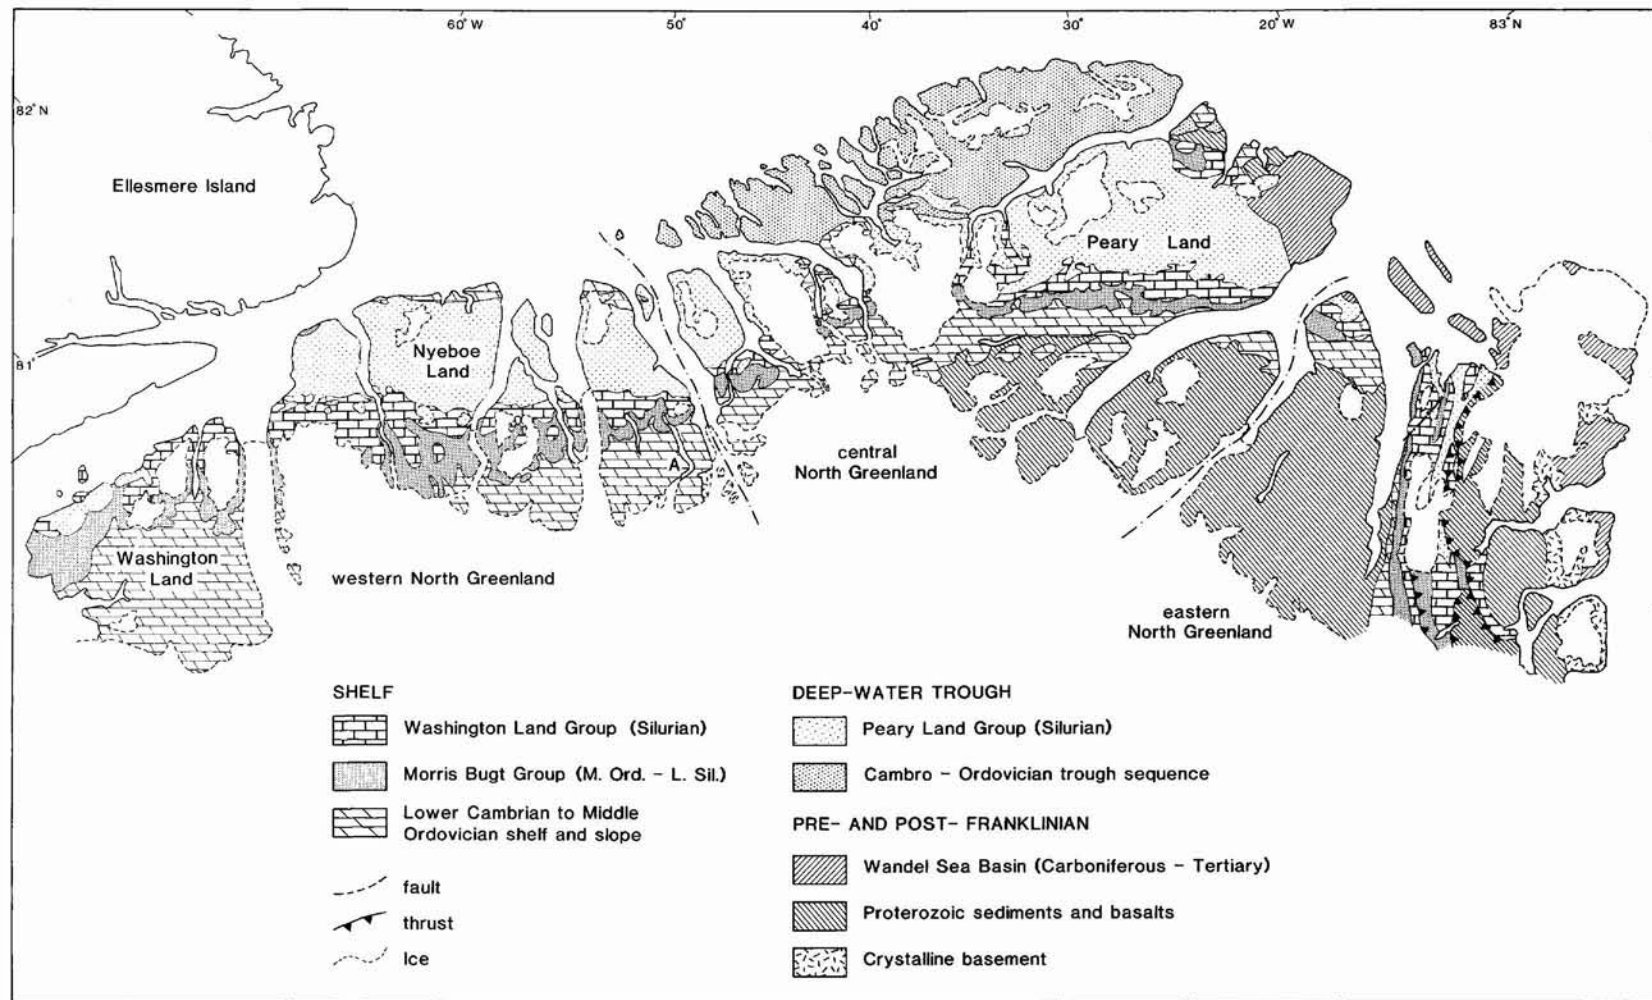 60°W
50°
40°
30°
20°W
83°N
82°N
81°
Ellesmere Island
Peary Land
Nyeboe
Land
A
central
North Greenland
Washington
Land
western North Greenland
eastern
North Greenland
SHELF
Washington Land Group (Silurian)
Morris Bugt Group (M. Ord. – L. Sil.)
Lower Cambrian to Middle
Ordovician shelf and slope
fault
thrust
Ice
DEEP–WATER TROUGH
Peary Land Group (Silurian)
Cambro – Ordovician trough sequence
PRE– AND POST– FRANKLINIAN
Wandel Sea Basin (Carboniferous – Tertiary)
Proterozoic sediments and basalts
Crystalline basement